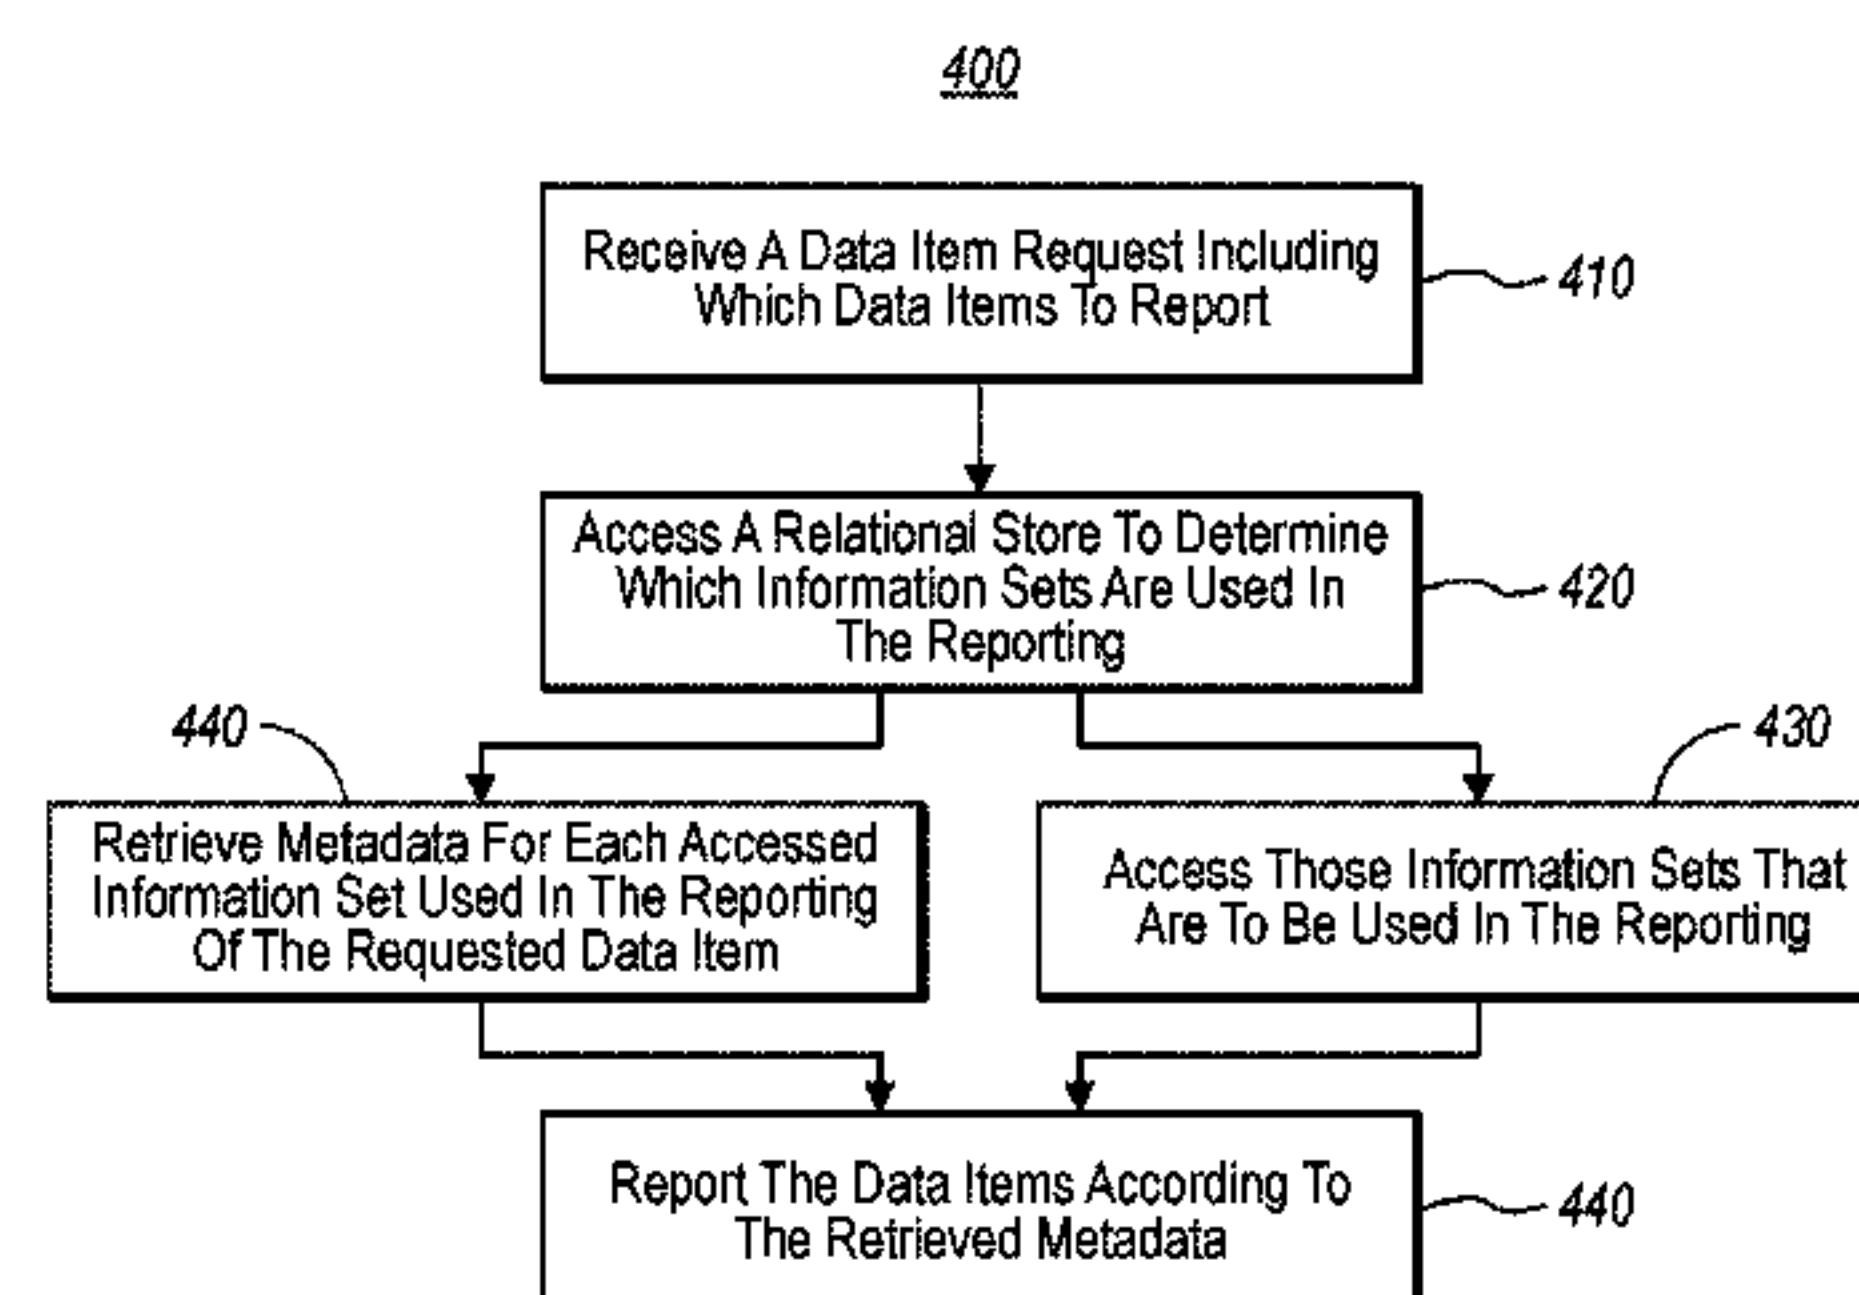 400
Receive A Data Item Request Including
Which Data Items To Report
410
Access A Relational Store To Determine
Which Information Sets Are Used In
The Reporting
420
440
430
Retrieve Metadata For Each Accessed
Information Set Used In The Reporting
Of The Requested Data Item
Access Those Information Sets That
Are To Be Used In The Reporting
Report The Data Items According To
The Retrieved Metadata
440